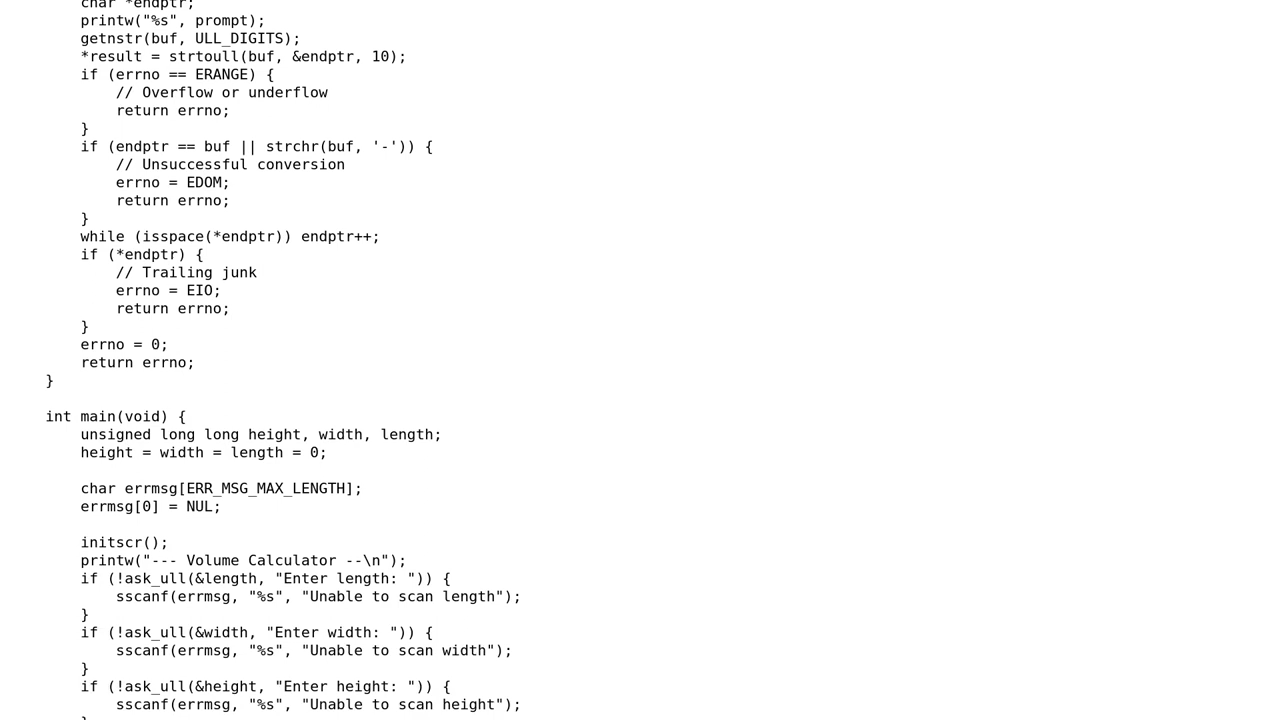 char *endptr;
printw("%s", prompt);
getnstr(buf, ULL_DIGITS);
*result = strtoull(buf, &endptr, 10);
if (errno == ERANGE) {
// Overflow or underflow
return errno;
}
if (endptr == buf || strchr(buf, '-')) {
// Unsuccessful conversion
errno = EDOM;
return errno;
}
while (isspace(*endptr)) endptr++;
if (*endptr) {
// Trailing junk
errno = EIO;
return errno;
}
errno = 0;
return errno;
}
int main(void) {
unsigned long long height, width, length;
height = width = length = 0;
char errmsg[ERR_MSG_MAX_LENGTH];
errmsg[0] = NUL;
initscr();
printw("--- Volume Calculator --\n");
if (!ask_ull(&length, "Enter length: ")) {
sscanf(errmsg, "%s", "Unable to scan length");
}
if (!ask_ull(&width, "Enter width: ")) {
sscanf(errmsg, "%s", "Unable to scan width");
}
if (!ask_ull(&height, "Enter height: ")) {
sscanf(errmsg, "%s", "Unable to scan height");
}